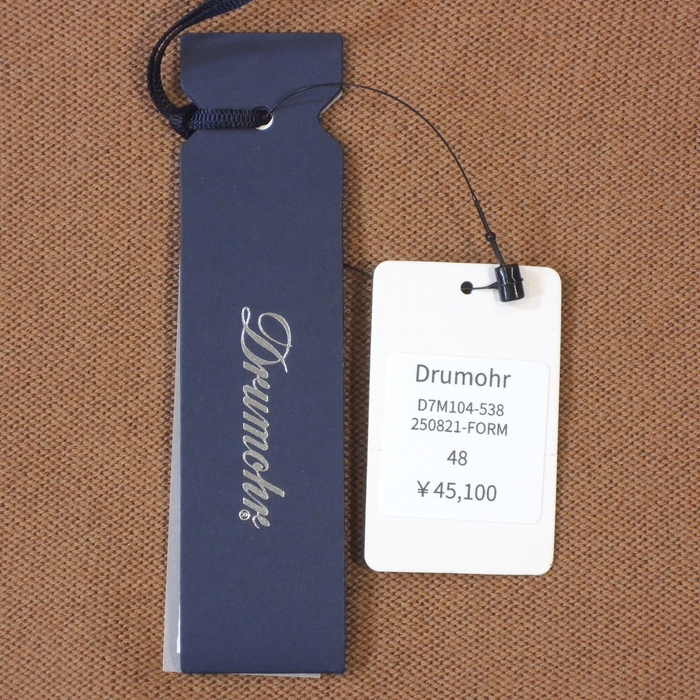 Drumohr®
Drumohr
D7M104-538
250821-FORM
48
¥45,100